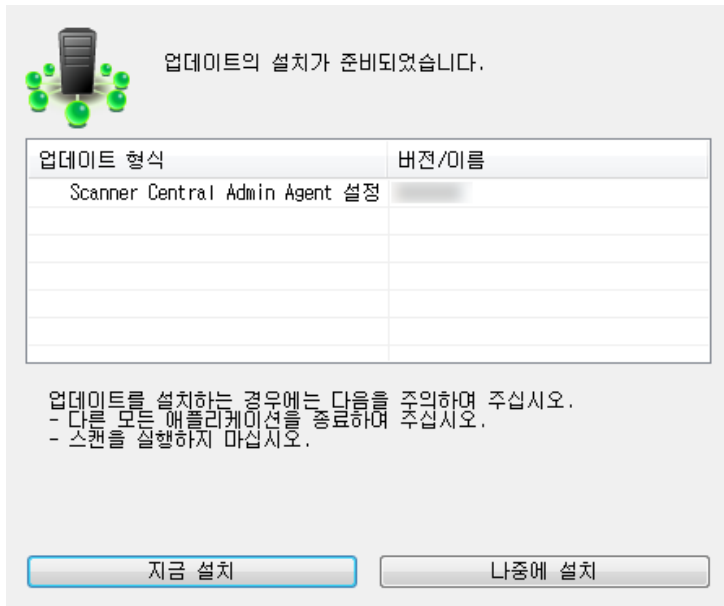 업데이트의 설치가 준비되었습니다.
업데이트 형식 버전/이름
Scanner Central Admin Agent 설정
업데이트를 설치하는 경우에는 다음을 주의하여 주십시오.
- 다른 모든 애플리케이션을 종료하여 주십시오.
- 스캔을 실행하지 마십시오.
지금 설치 나중에 설치